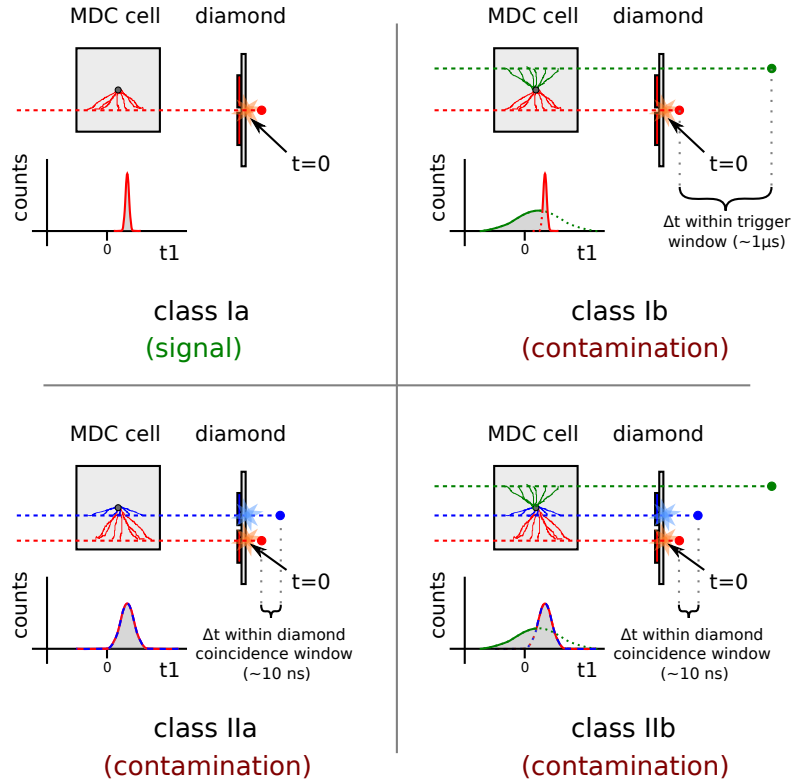 MDC cell diamond
t=0
counts
0
t1
class Ia
(signal)
MDC cell diamond
t=0
counts
0
t1
Δt within trigger
window (~1μs)
class Ib
(contamination)
MDC cell diamond
t=0
counts
0
t1
Δt within diamond
coincidence window
(~10 ns)
class IIa
(contamination)
MDC cell diamond
t=0
counts
0
t1
Δt within diamond
coincidence window
(~10 ns)
class IIb
(contamination)